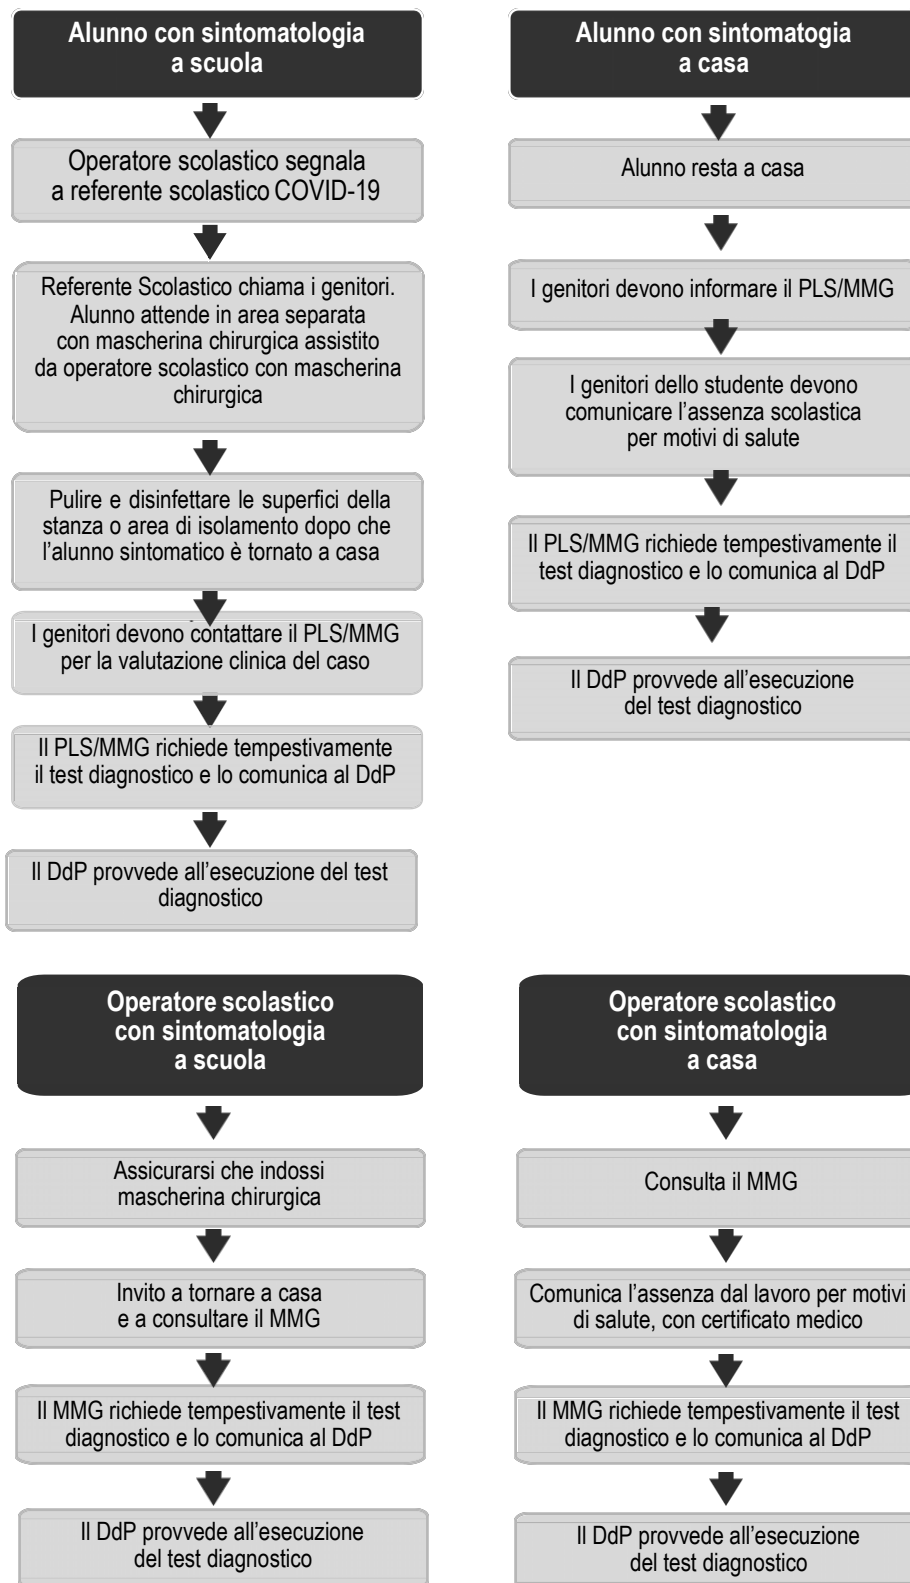 Alunno con sintomatologia
a scuola
Operatore scolastico segnala
a referente scolastico COVID-19
Referente Scolastico chiama i genitori.
Alunno attende in area separata
con mascherina chirurgica assistito
da operatore scolastico con mascherina
chirurgica
Pulire e disinfettare le superfici della
stanza o area di isolamento dopo che
l’alunno sintomatico è tornato a casa
I genitori devono contattare il PLS/MMG
per la valutazione clinica del caso
Il PLS/MMG richiede tempestivamente
il test diagnostico e lo comunica al DdP
Il DdP provvede all’esecuzione del test
diagnostico
Alunno con sintomatogia
a casa
Alunno resta a casa
I genitori devono informare il PLS/MMG
I genitori dello studente devono
comunicare l’assenza scolastica
per motivi di salute
Il PLS/MMG richiede tempestivamente il
test diagnostico e lo comunica al DdP
Il DdP provvede all’esecuzione
del test diagnostico
Operatore scolastico
con sintomatologia
a scuola
Assicurarsi che indossi
mascherina chirurgica
Invito a tornare a casa
e a consultare il MMG
Il MMG richiede tempestivamente il test
diagnostico e lo comunica al DdP
Il DdP provvede all’esecuzione
del test diagnostico
Operatore scolastico
con sintomatologia
a casa
Consulta il MMG
Comunica l’assenza dal lavoro per motivi
di salute, con certificato medico
Il MMG richiede tempestivamente il test
diagnostico e lo comunica al DdP
Il DdP provvede all’esecuzione
del test diagnostico